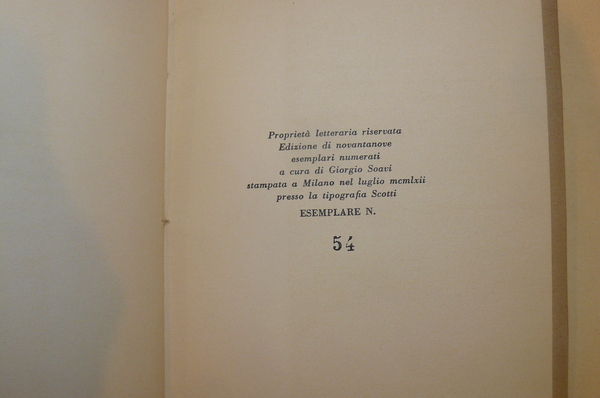 Proprietà letteraria riservata
Edizione di novantanove
esemplari numerati
a cura di Giorgio Soavi
stampata a Milano nel luglio mcmlxii
presso la tipografia Scotti
ESEMPLARE N.
54